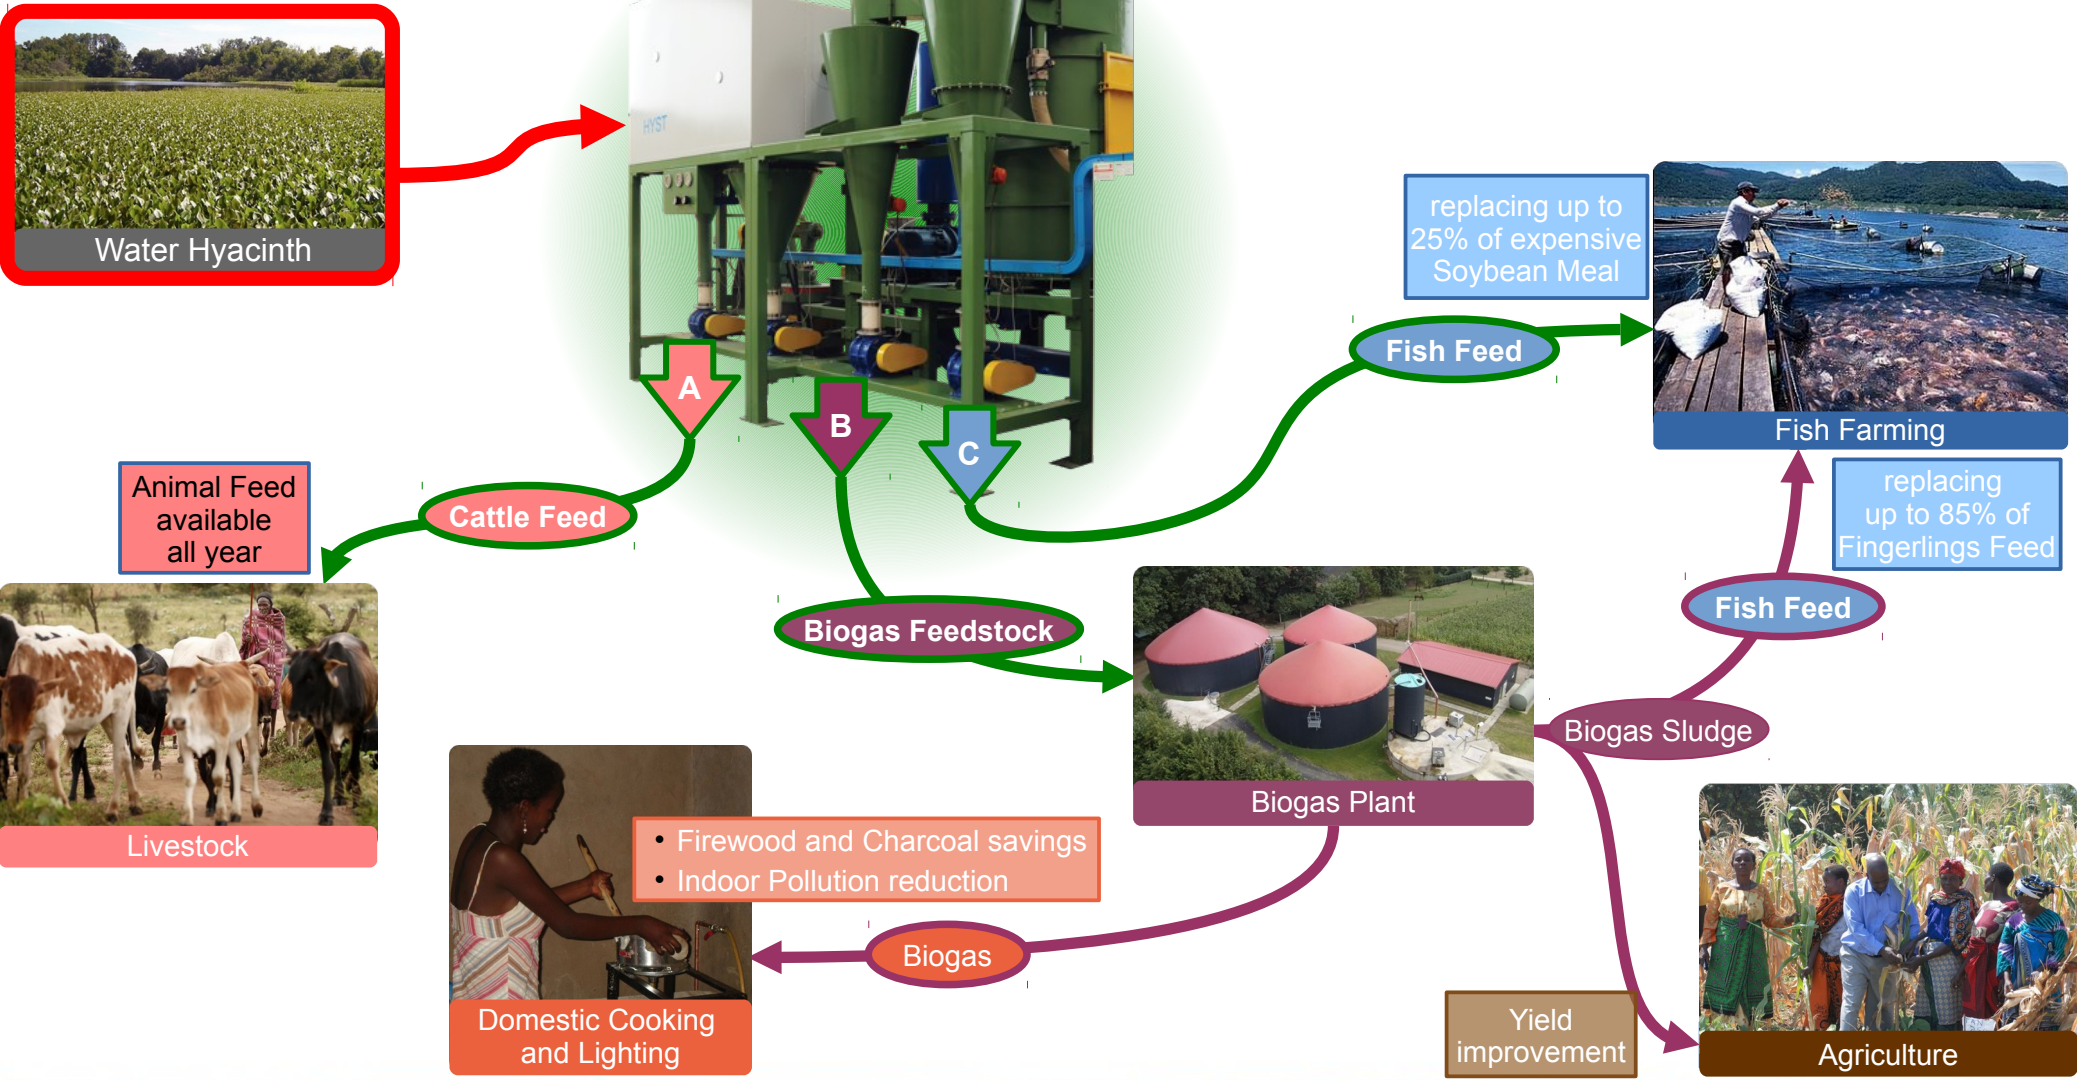 Water Hyacinth
HYST
A
B
C
replacing up to
25% of expensive
Soybean Meal
Fish Feed
Fish Farming
Animal Feed
available
all year
Cattle Feed
Livestock
replacing
up to 85% of
Fingerlings Feed
Fish Feed
Biogas Feedstock
Biogas Sludge
Biogas Plant
• Firewood and Charcoal savings
• Indoor Pollution reduction
Biogas
Domestic Cooking
and Lighting
Yield
improvement
Agriculture